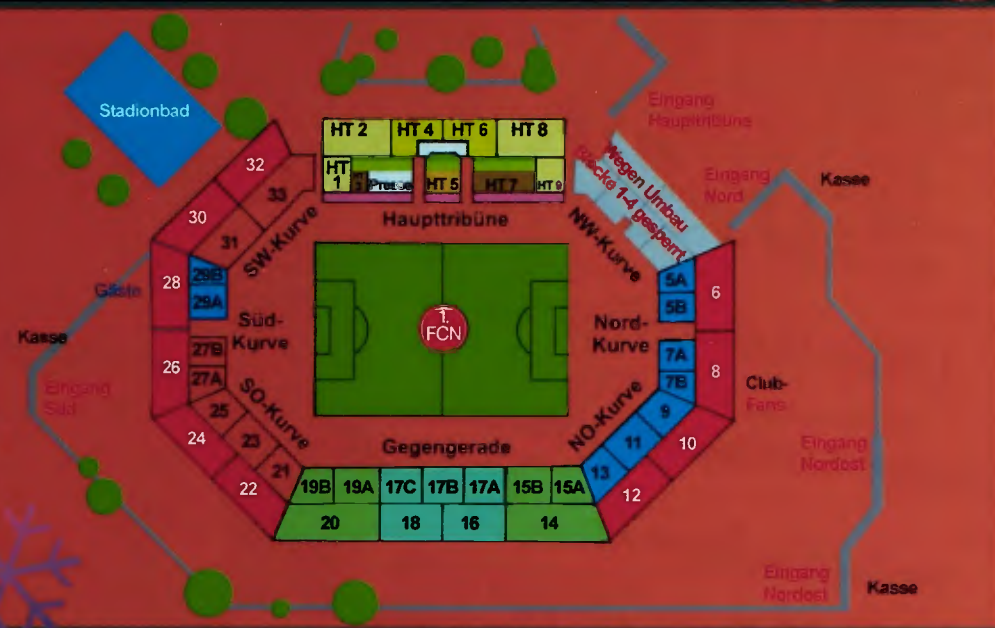 Stadionbad
Eingang
Haupttribüne
HT 2
HT 4
HT 6
HT 8
HT
1
Presse
HT 5
HT 7
HT 9
Haupttribüne
Wegen Umbau
Blöcke 1-4 gesperrt
Eingang
Nord
Kasse
32
33
30
31
SW-Kurve
NW-Kurve
28
29B
29A
Gäste
5A
5B
6
Süd-
Kurve
1.
FCN
Nord-
Kurve
Kasse
27B
27A
26
7A
7B
8
Eingang
Süd
Club-
Fans
25
23
21
24
22
SO-Kurve
NO-Kurve
9
11
13
10
12
Gegengerade
Eingang
Nordost
19B
19A
17C
17B
17A
15B
15A
20
18
16
14
Eingang
Nordost
Kasse